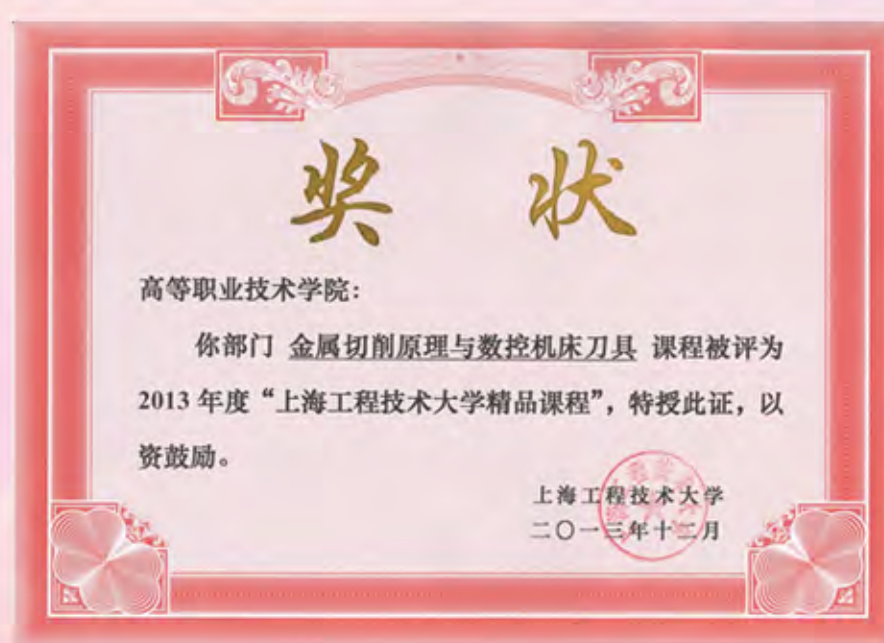 奖状
高等职业技术学院：
你部门 金属切削原理与数控机床刀具 课程被评为
2013 年度“上海工程技术大学精品课程”，特授此证，以
资鼓励。
上海工程技术大学
二〇一三年十二月